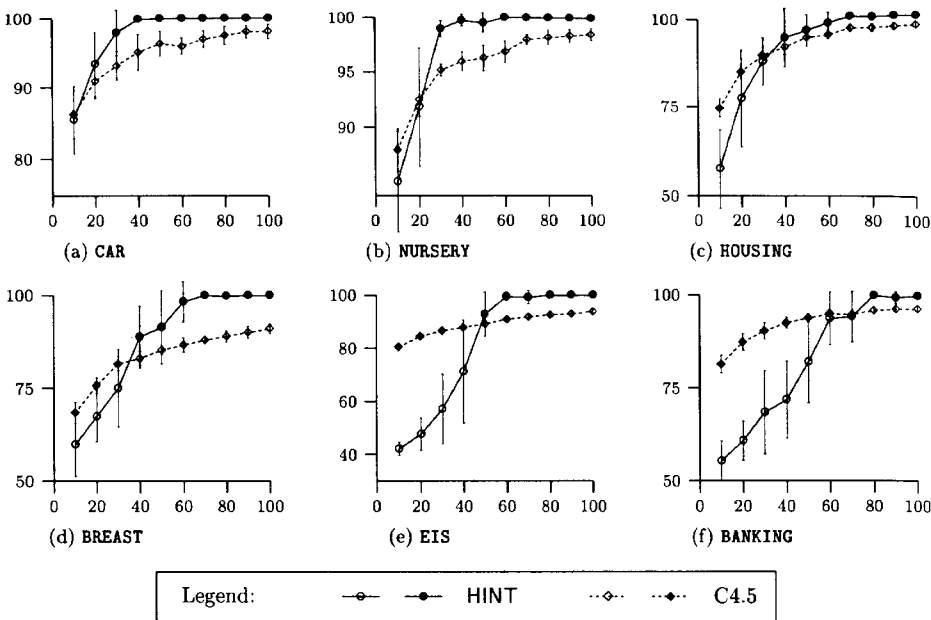 100
90
80
0 20 40 60 80 100
(a) CAR
100
95
90
0 20 40 60 80 100
(b) NURSERY
100
75
50
0 20 40 60 80 100
(c) HOUSING
100
75
50
0 20 40 60 80 100
(d) BREAST
100
80
60
40
0 20 40 60 80 100
(e) EIS
100
75
50
0 20 40 60 80 100
(f) BANKING
Legend: HINT C4.5